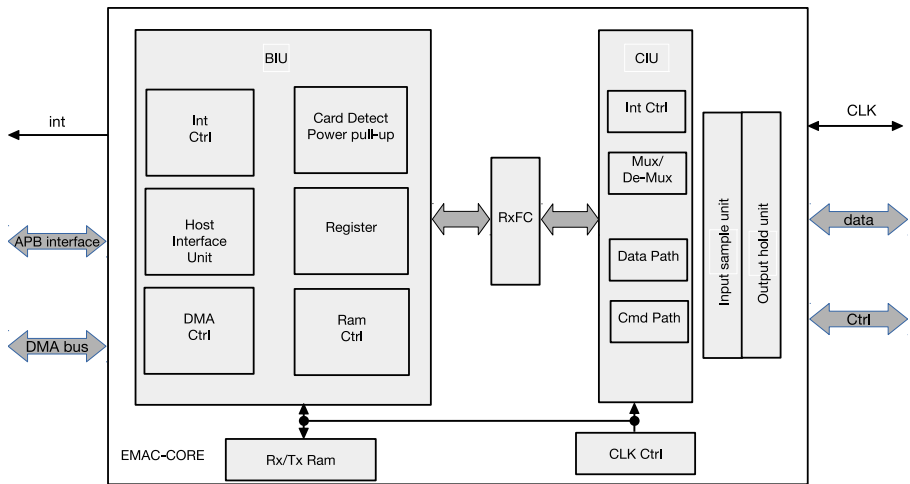 BIU
CIU
Int
Ctrl
Card Detect
Power pull-up
Int Ctrl
int
CLK
Mux/
De-Mux
Host
Interface
Unit
Register
RxFC
Input sample unit
Output hold unit
APB interface
data
Data Path
DMA
Ctrl
Ram
Ctrl
Cmd Path
DMA bus
Ctrl
EMAC-CORE
Rx/Tx Ram
CLK Ctrl